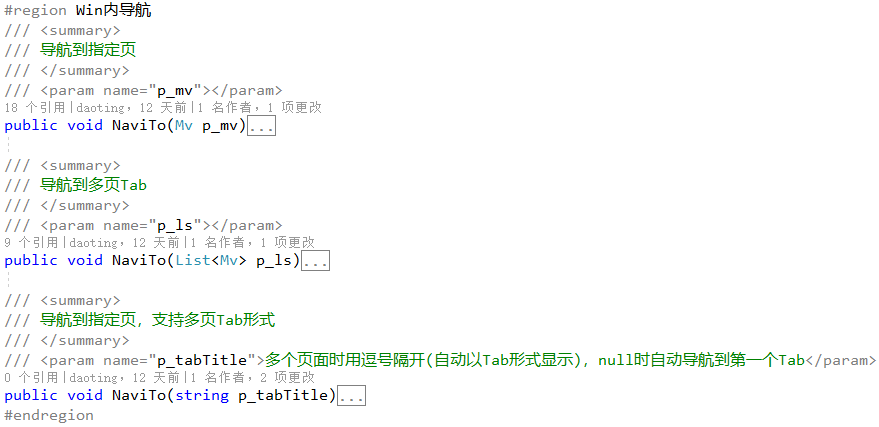 #region Win内导航
/// <summary>
/// 导航到指定页
/// </summary>
/// <param name="p_mv"></param>
18 个引用|daoting，12 天前|1 名作者，1 项更改
public void NaviTo(Mv p_mv)...
/// <summary>
/// 导航到多页Tab
/// </summary>
/// <param name="p_ls"></param>
9 个引用|daoting，12 天前|1 名作者，1 项更改
public void NaviTo(List<Mv> p_ls)...
/// <summary>
/// 导航到指定页，支持多页Tab形式
/// </summary>
/// <param name="p_tabTitle">多个页面时用逗号隔开(自动以Tab形式显示)，null时自动导航到第一个Tab</param>
0 个引用|daoting，12 天前|1 名作者，2 项更改
public void NaviTo(string p_tabTitle)...
#endregion